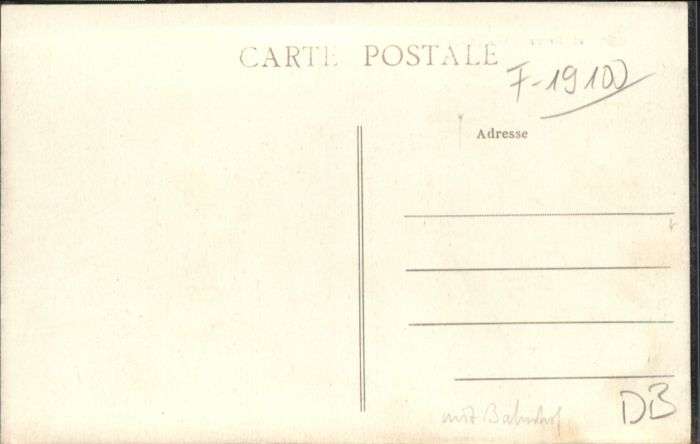 CARTE POSTALE
F-19100
Adresse
mit Bahnhof
DB